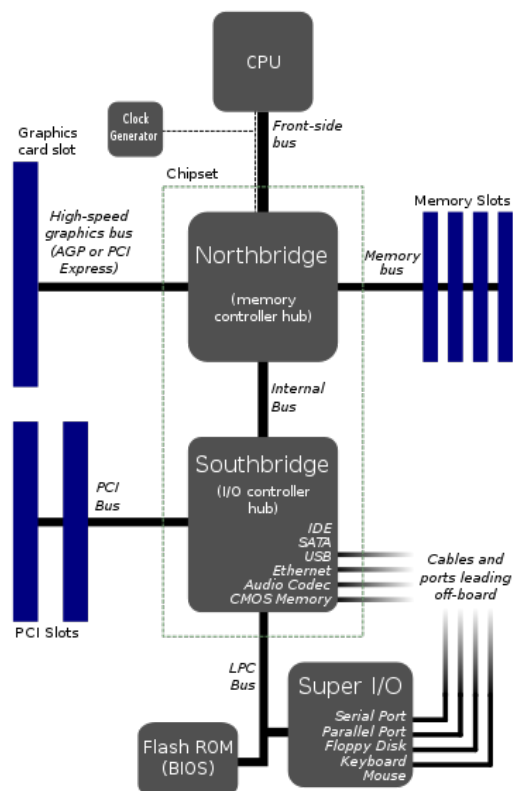 CPU
Clock
Generator
Front-side
bus
Graphics
card slot
Chipset
High-speed
graphics bus
(AGP or PCI
Express)
Northbridge
(memory
controller hub)
Memory
bus
Memory Slots
Internal
Bus
Southbridge
(I/O controller
hub)
PCI
Bus
IDE
SATA
USB
Ethernet
Audio Codec
CMOS Memory
Cables and
ports leading
off-board
PCI Slots
LPC
Bus
Super I/O
Serial Port
Parallel Port
Floppy Disk
Keyboard
Mouse
Flash ROM
(BIOS)